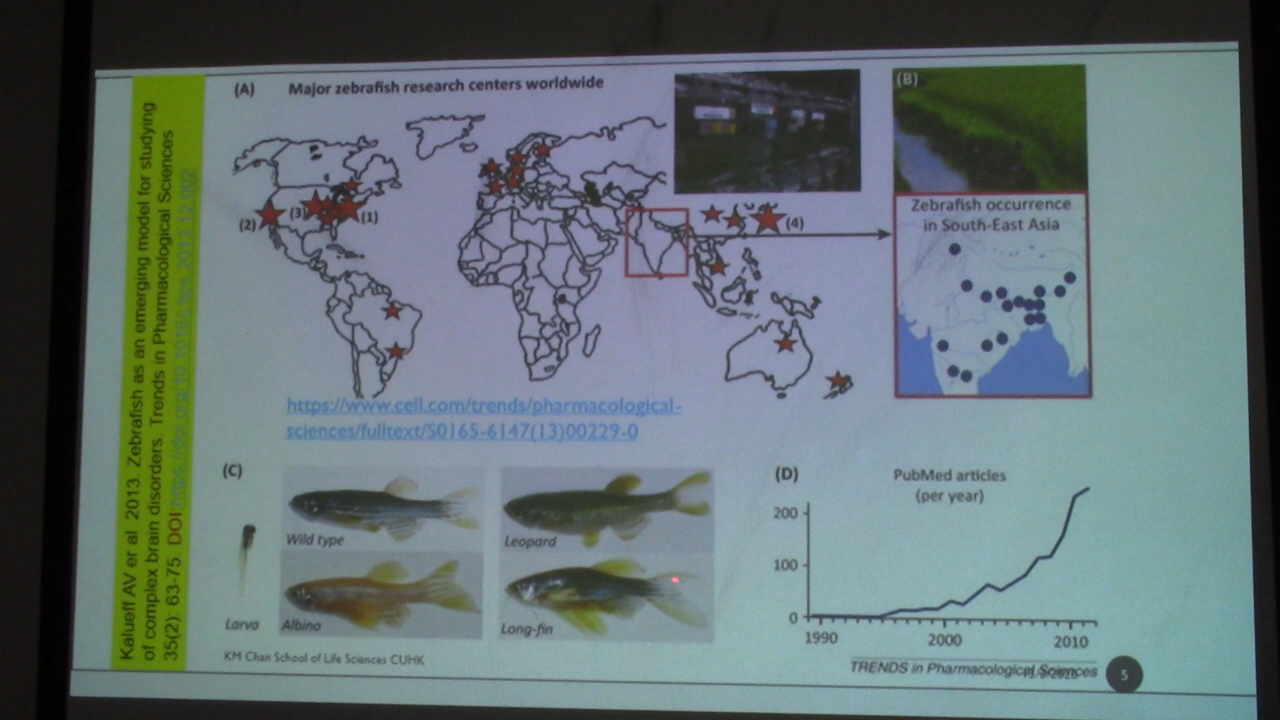 Kalueff AV er al 2013. Zebrafish as an emerging model for studying
of complex brain disorders. Trends in Pharmacological Sciences
35(2): 63-75. DOI:https://doi.org/10.1016/j.tips.2013.12.002
(A) Major zebrafish research centers worldwide
(2)
(3)
(1)
(4)
(B)
Zebrafish occurrence
in South-East Asia
https://www.cell.com/trends/pharmacological-
sciences/fulltext/S0165-6147(13)00229-0
(C)
Larva
Wild type
Leopard
Albino
Long-fin
(D)
PubMed articles
(per year)
200
100
0
1990 2000 2010
KM Chan School of Life Sciences CUHK
TRENDS in Pharmacological Sciences
5